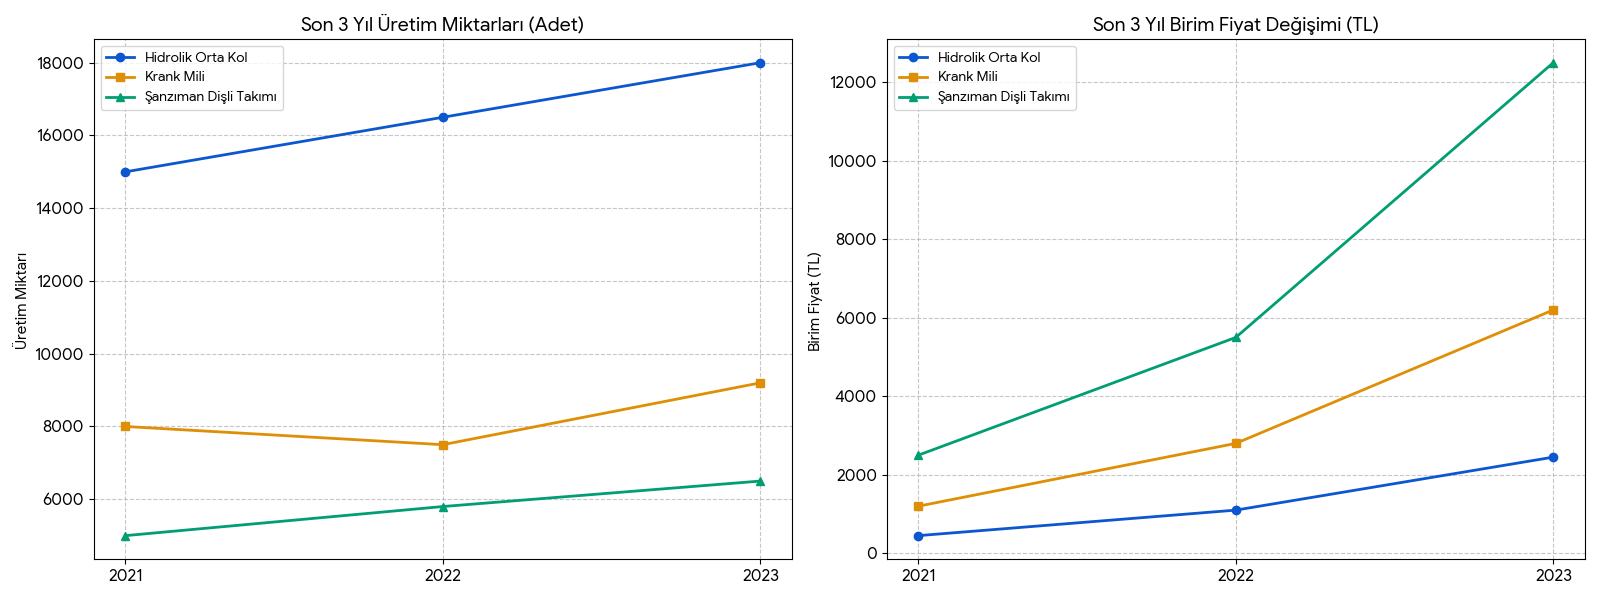 Son 3 Yıl Üretim Miktarları (Adet)
Hidrolik Orta Kol
Krank Mili
Şanzıman Dişli Takımı
18000
16000
14000
12000
10000
8000
6000
Üretim Miktarı
2021
2022
2023
Son 3 Yıl Birim Fiyat Değişimi (TL)
Hidrolik Orta Kol
Krank Mili
Şanzıman Dişli Takımı
12000
10000
8000
6000
4000
2000
0
Birim Fiyat (TL)
2021
2022
2023